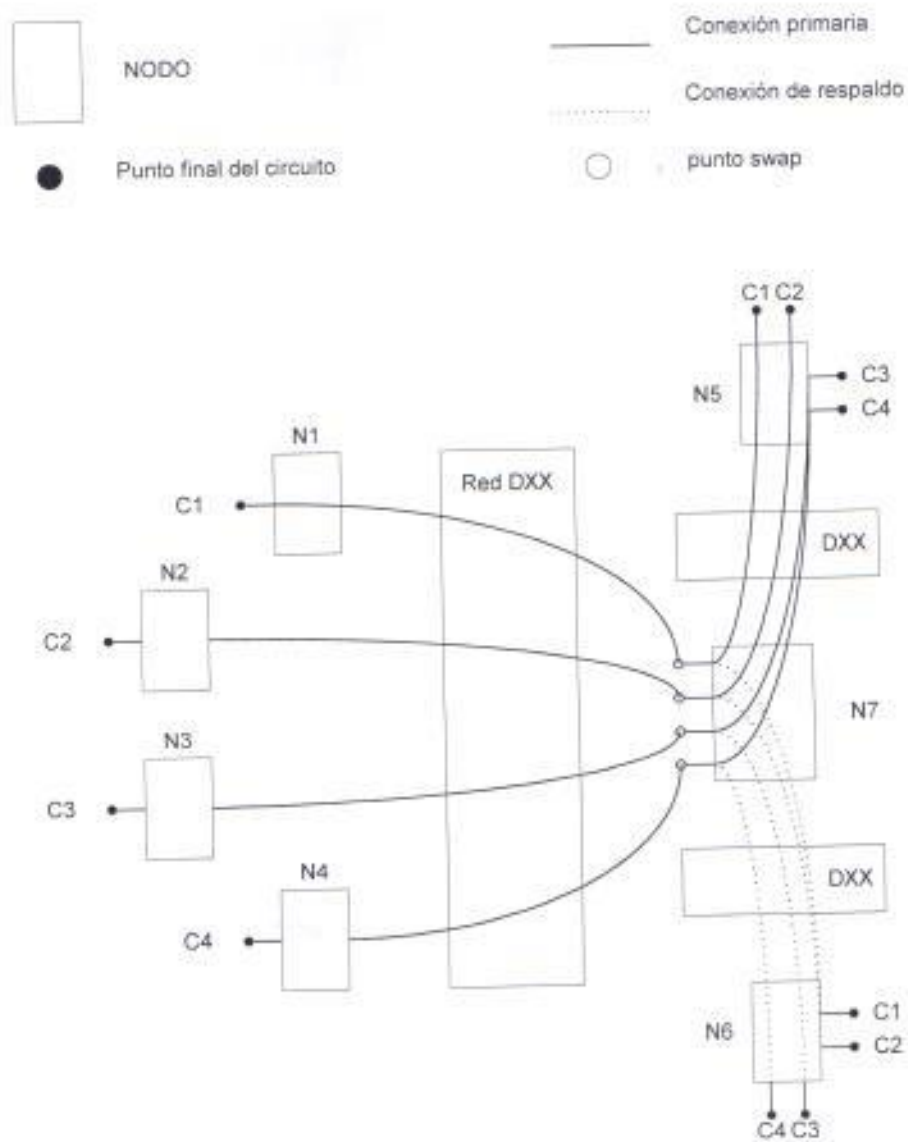 NODO
Punto final del circuito
Conexión primaria
Conexión de respaldo
punto swap
C1 C2
C3
C4
N5
N1
Red DXX
C1
DXX
N2
C2
N7
N3
C3
N4
DXX
C4
C1
N6
C2
C4 C3